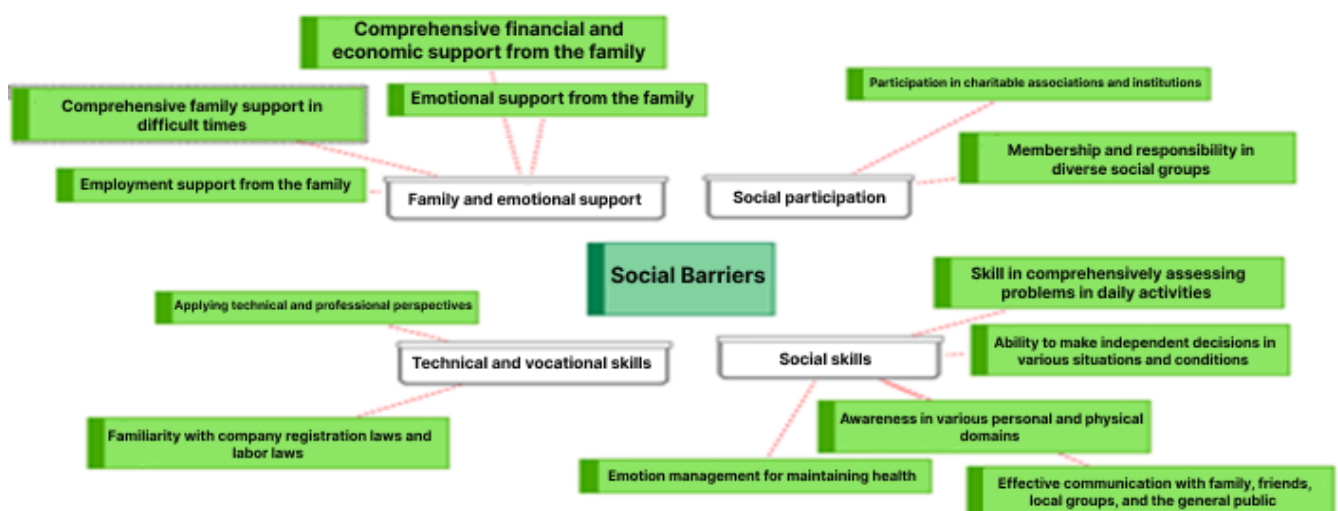 Comprehensive financial and
economic support from the family
Emotional support from the family
Comprehensive family support in
difficult times
Employment support from the family
Family and emotional support
Participation in charitable associations and institutions
Membership and responsibility in
diverse social groups
Social participation
Social Barriers
Applying technical and professional perspectives
Technical and vocational skills
Familiarity with company registration laws and
labor laws
Skill in comprehensively assessing
problems in daily activities
Social skills
Ability to make independent decisions in
various situations and conditions
Awareness in various personal and physical
domains
Emotion management for maintaining health
Effective communication with family, friends,
local groups, and the general public